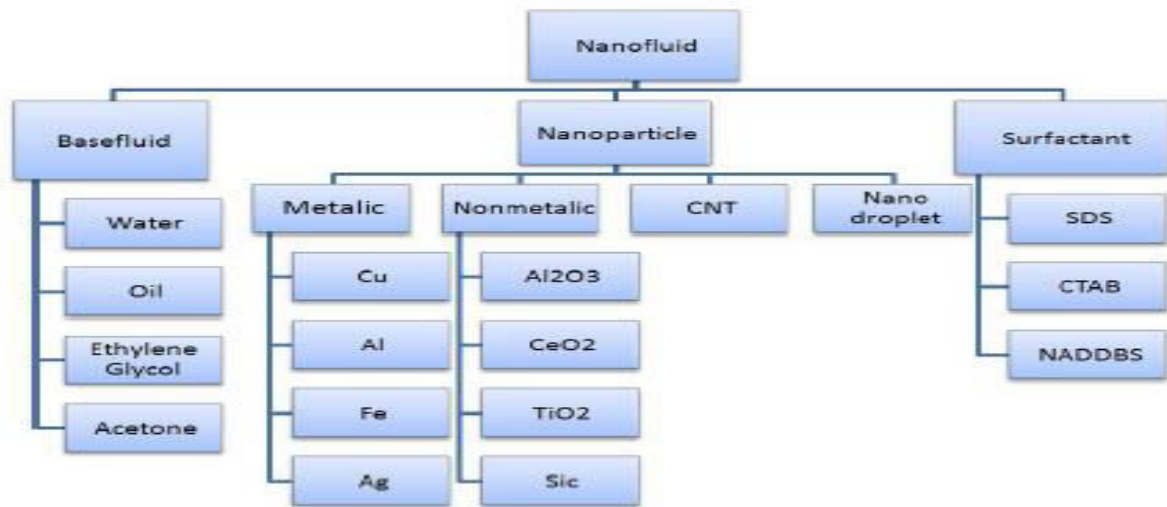 Nanofluid
Basefluid
Nanoparticle
Surfactant
Metalic
Nonmetalic
CNT
Nano
droplet
Water
Oil
Ethylene
Glycol
Acetone
Cu
Al
Fe
Ag
Al2O3
CeO2
TiO2
Sic
SDS
CTAB
NADDBS